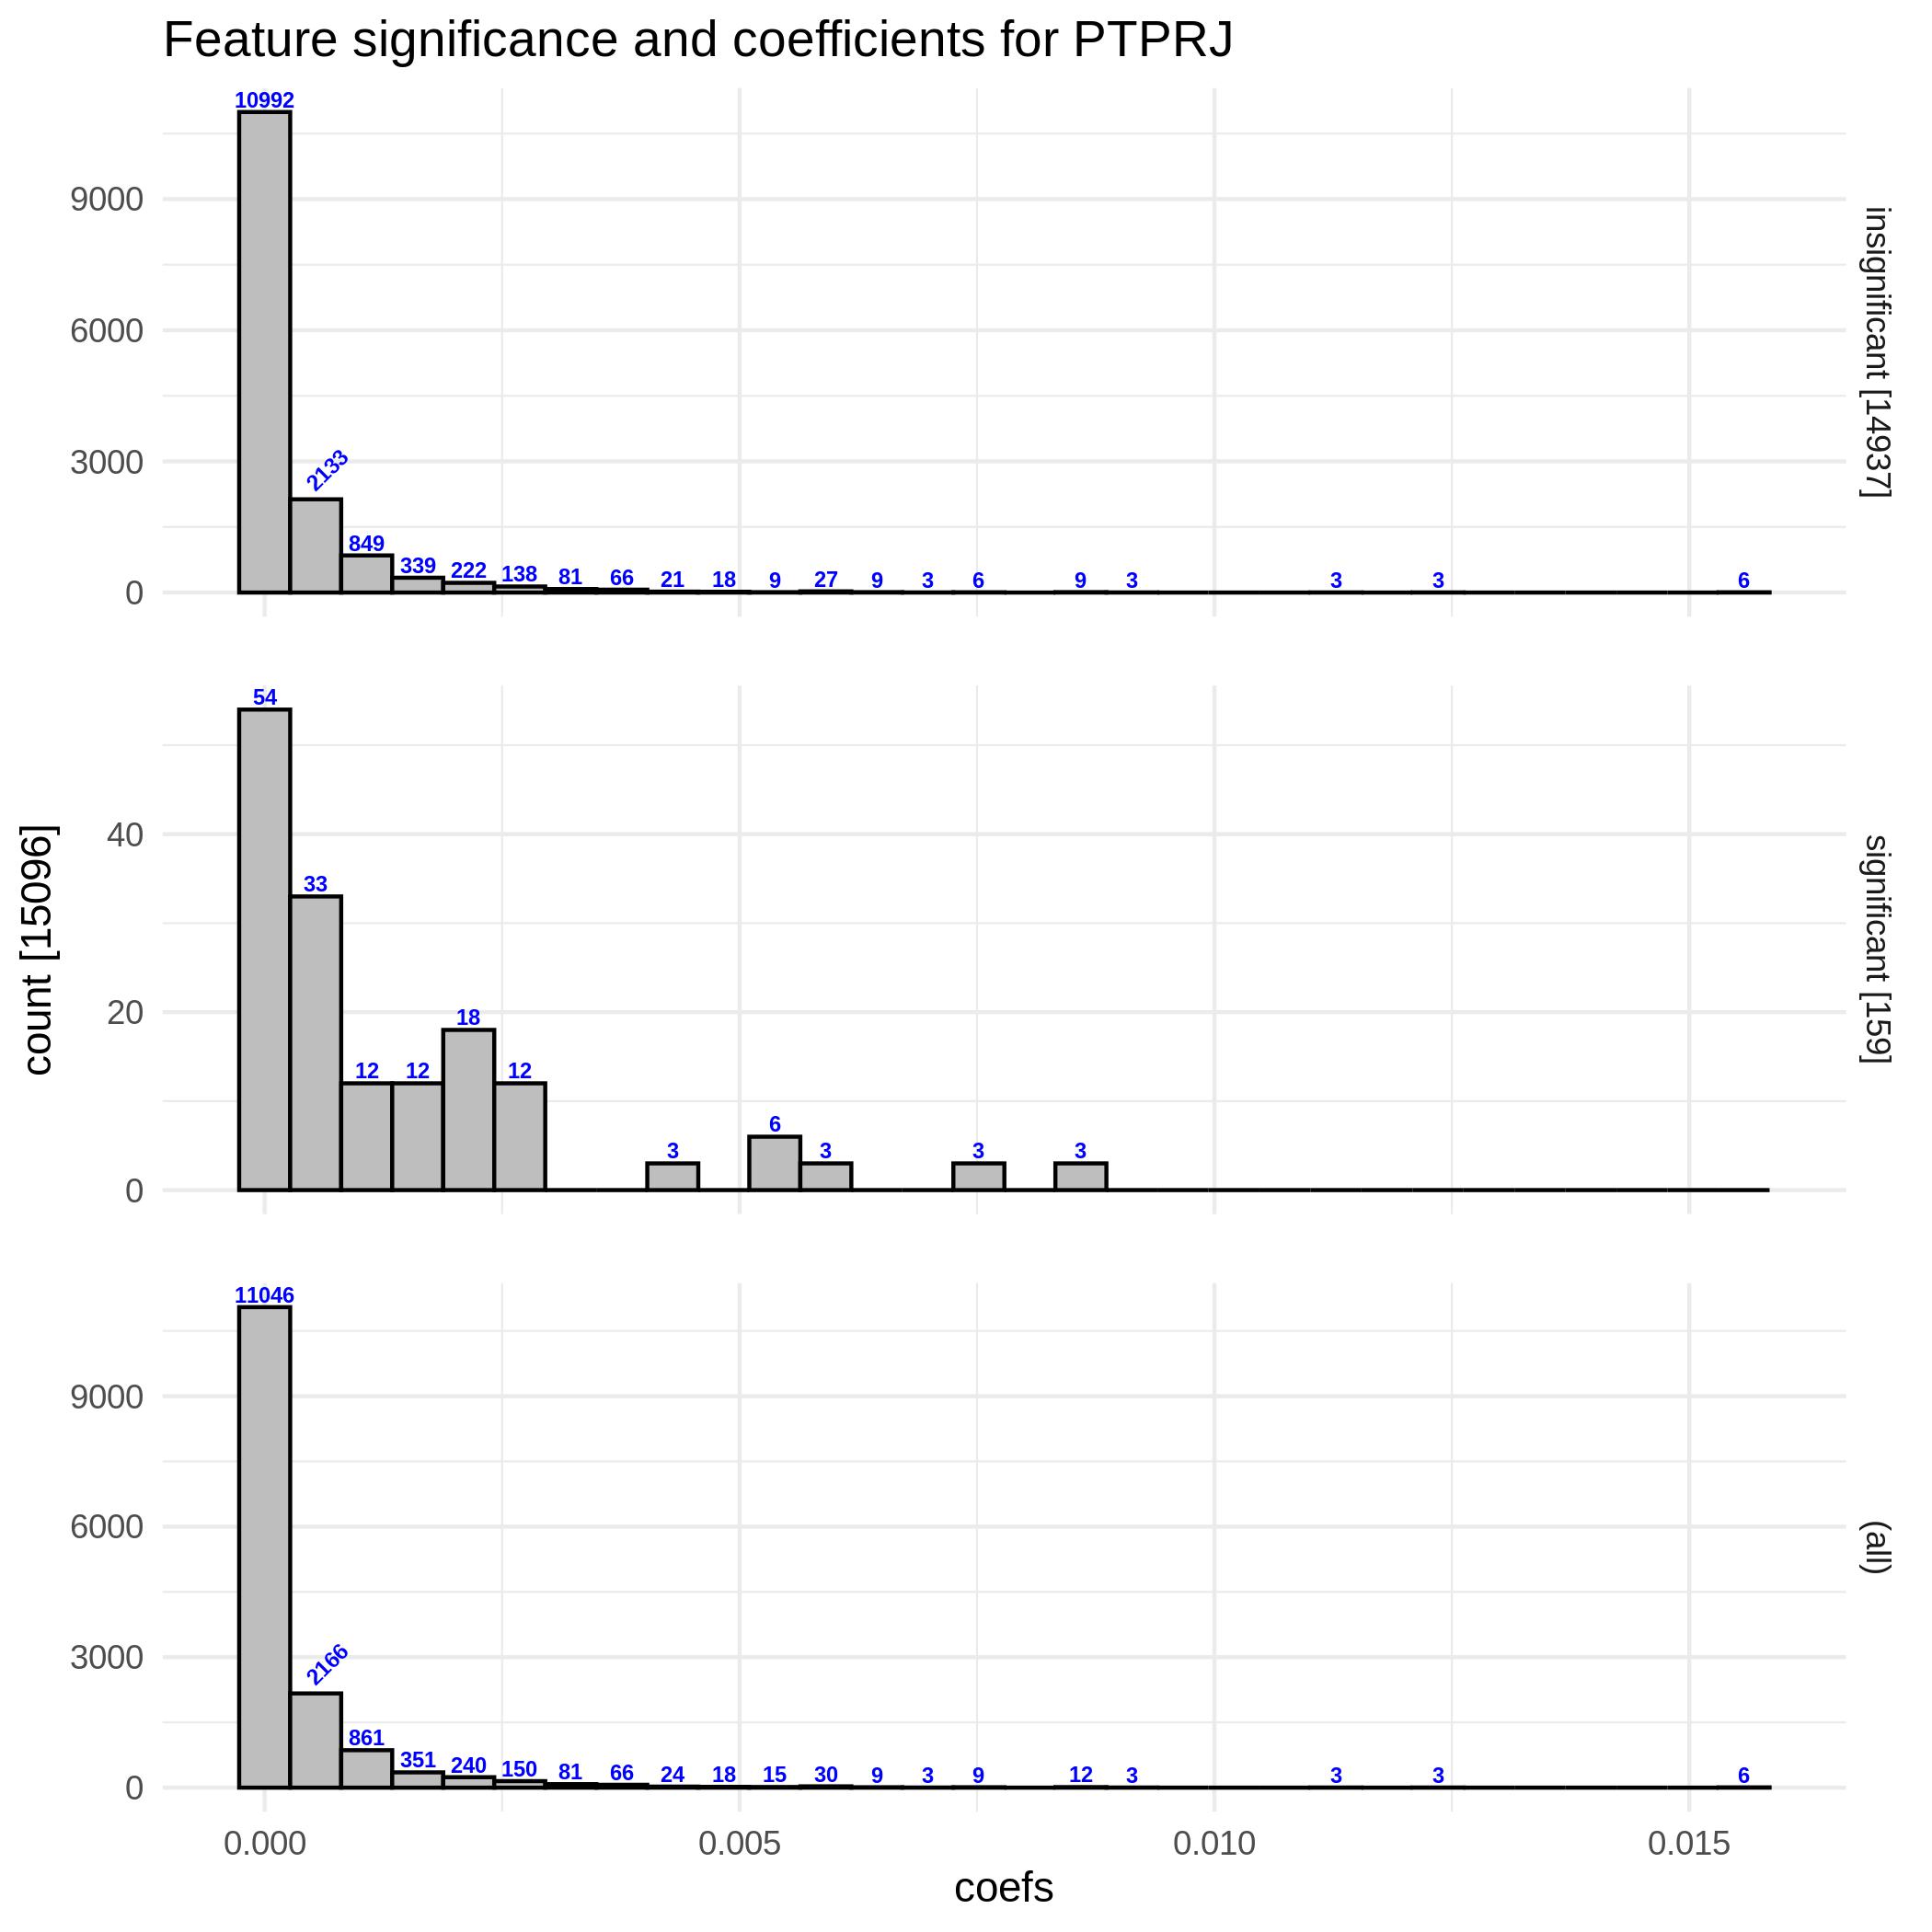 Feature significance and coefficients for PTPRJ
10992
2133
849 339 222 138 81 66 21 18 9 27 9 3 6 9 3 3 3 6
9000
6000
3000
0
insignificant [14937]
54
33
12 12 18 12 3 6 3 3 3
40
20
0
significant [159]
count [15096]
11046
2166
861 351 240 150 81 66 24 18 15 30 9 3 9 12 3 3 3 6
9000
6000
3000
0
(all)
0.000 0.005 0.010 0.015
coefs